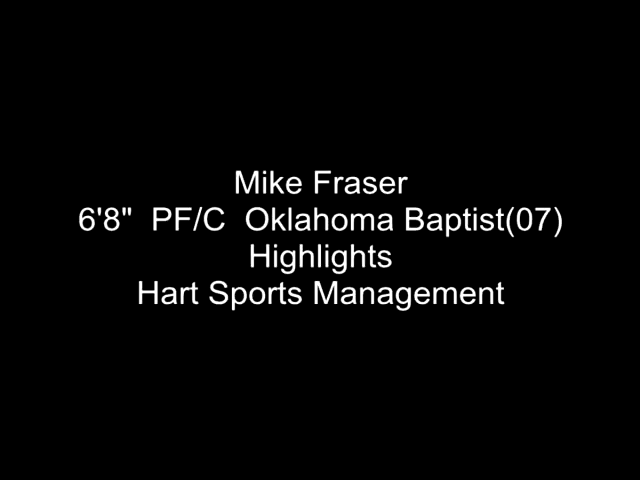 Mike Fraser
6'8"  PF/C  Oklahoma Baptist(07)
Highlights
Hart Sports Management